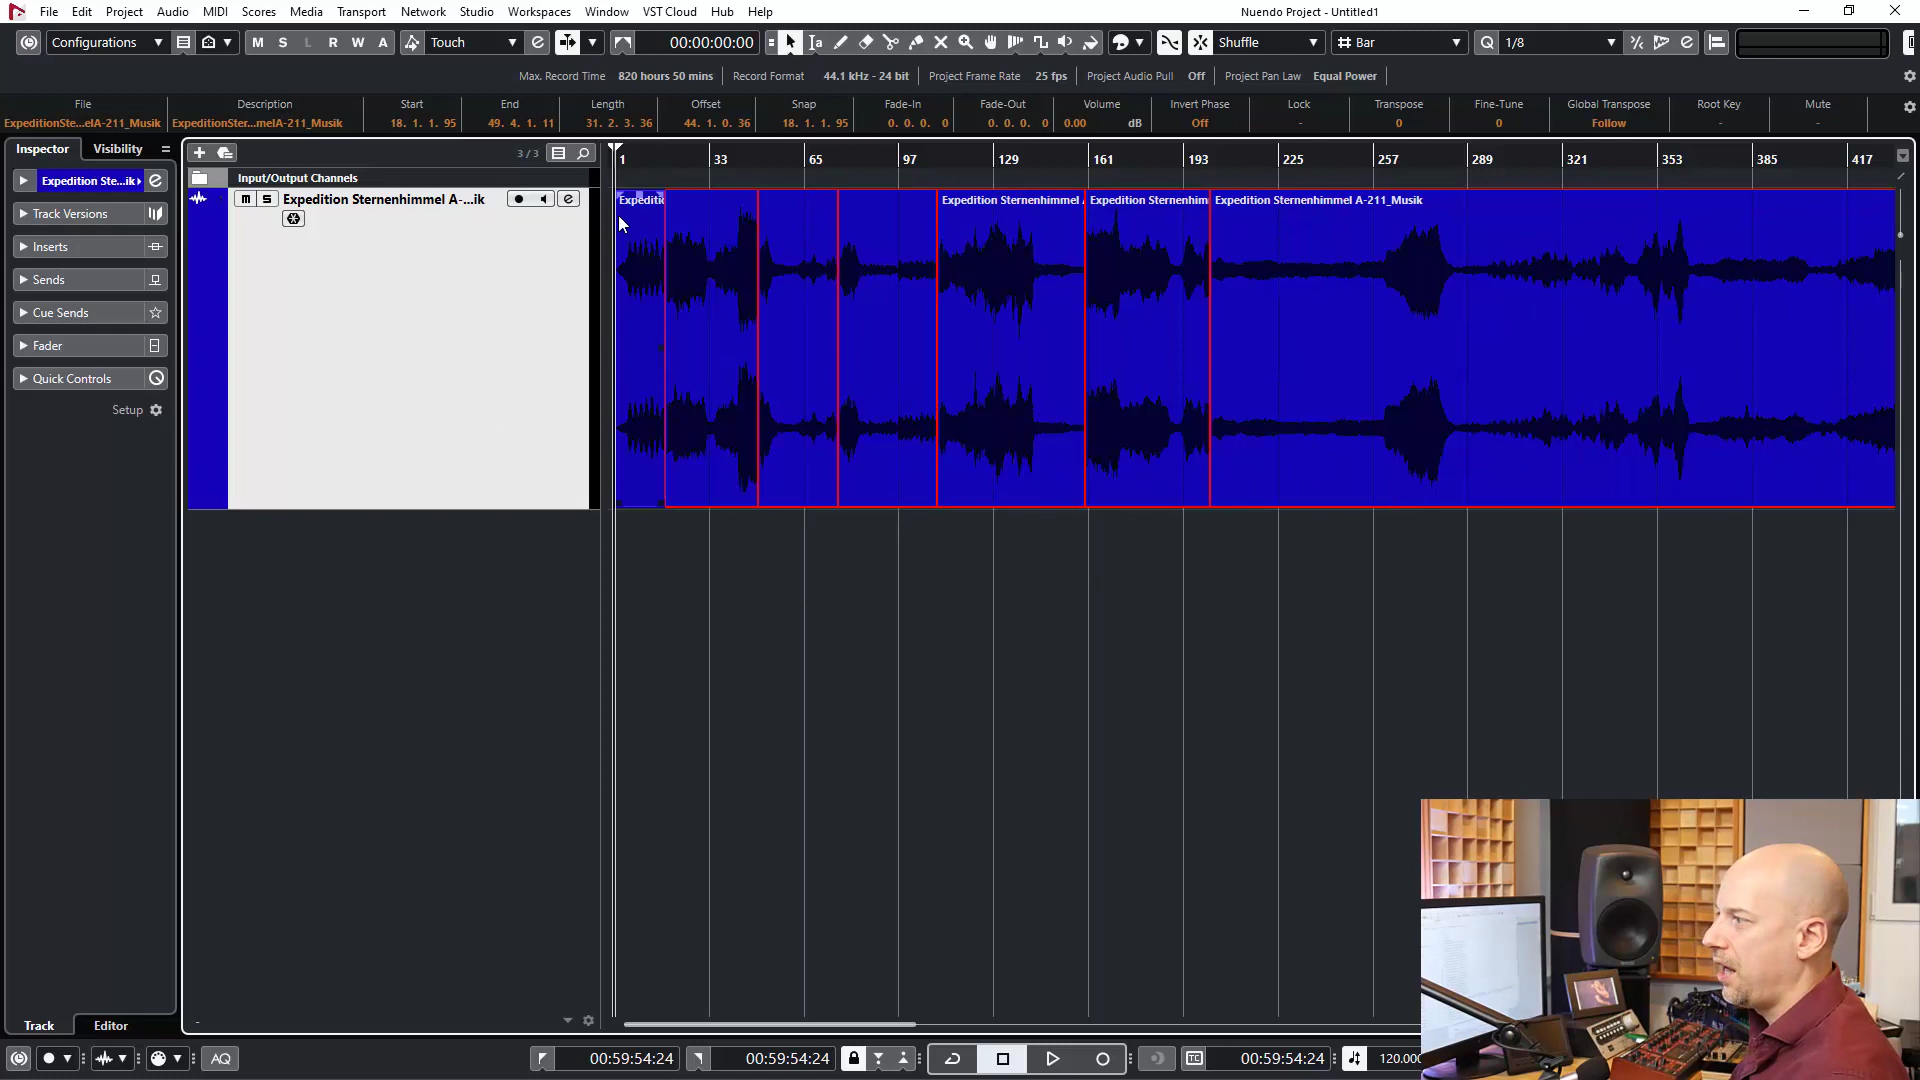 File Edit Project Audio MIDI Scores Media Transport Network Studio Workspaces Window VST Cloud Hub Help
Nuendo Project - Untitled1
Configurations M S L R W A Touch 00:00:00:00 Shuffle Bar Q 1/8
Max. Record Time 820 hours 50 mins Record Format 44.1 kHz - 24 bit Project Frame Rate 25 fps Project Audio Pull Off Project Pan Law Equal Power
File Description Start End Length Offset Snap Fade-In Fade-Out Volume Invert Phase Lock Transpose Fine-Tune Global Transpose Root Key Mute
ExpeditionSte...elA-211_Musik ExpeditionSter...melA-211_Musik 18. 1. 1. 95 49. 4. 1. 11 31. 2. 3. 36 44. 1. 0. 36 18. 1. 1. 95 0. 0. 0. 0 0. 0. 0. 0 0.00 dB Off - 0 0 Follow - -
Inspector Visibility
3 / 3
1 33 65 97 129 161 193 225 257 289 321 353 385 417
Expedition Ste...ik
Input/Output Channels
m S Expedition Sternenhimmel A-...ik
Expeditio Expedition Sternenhimmel A Expedition Sternenhimm Expedition Sternenhimmel A-211_Musik
Track Versions
Inserts
Sends
Cue Sends
Fader
Quick Controls
Setup
Track Editor
AQ 00:59:54:24 00:59:54:24 TC 00:59:54:24 120.000